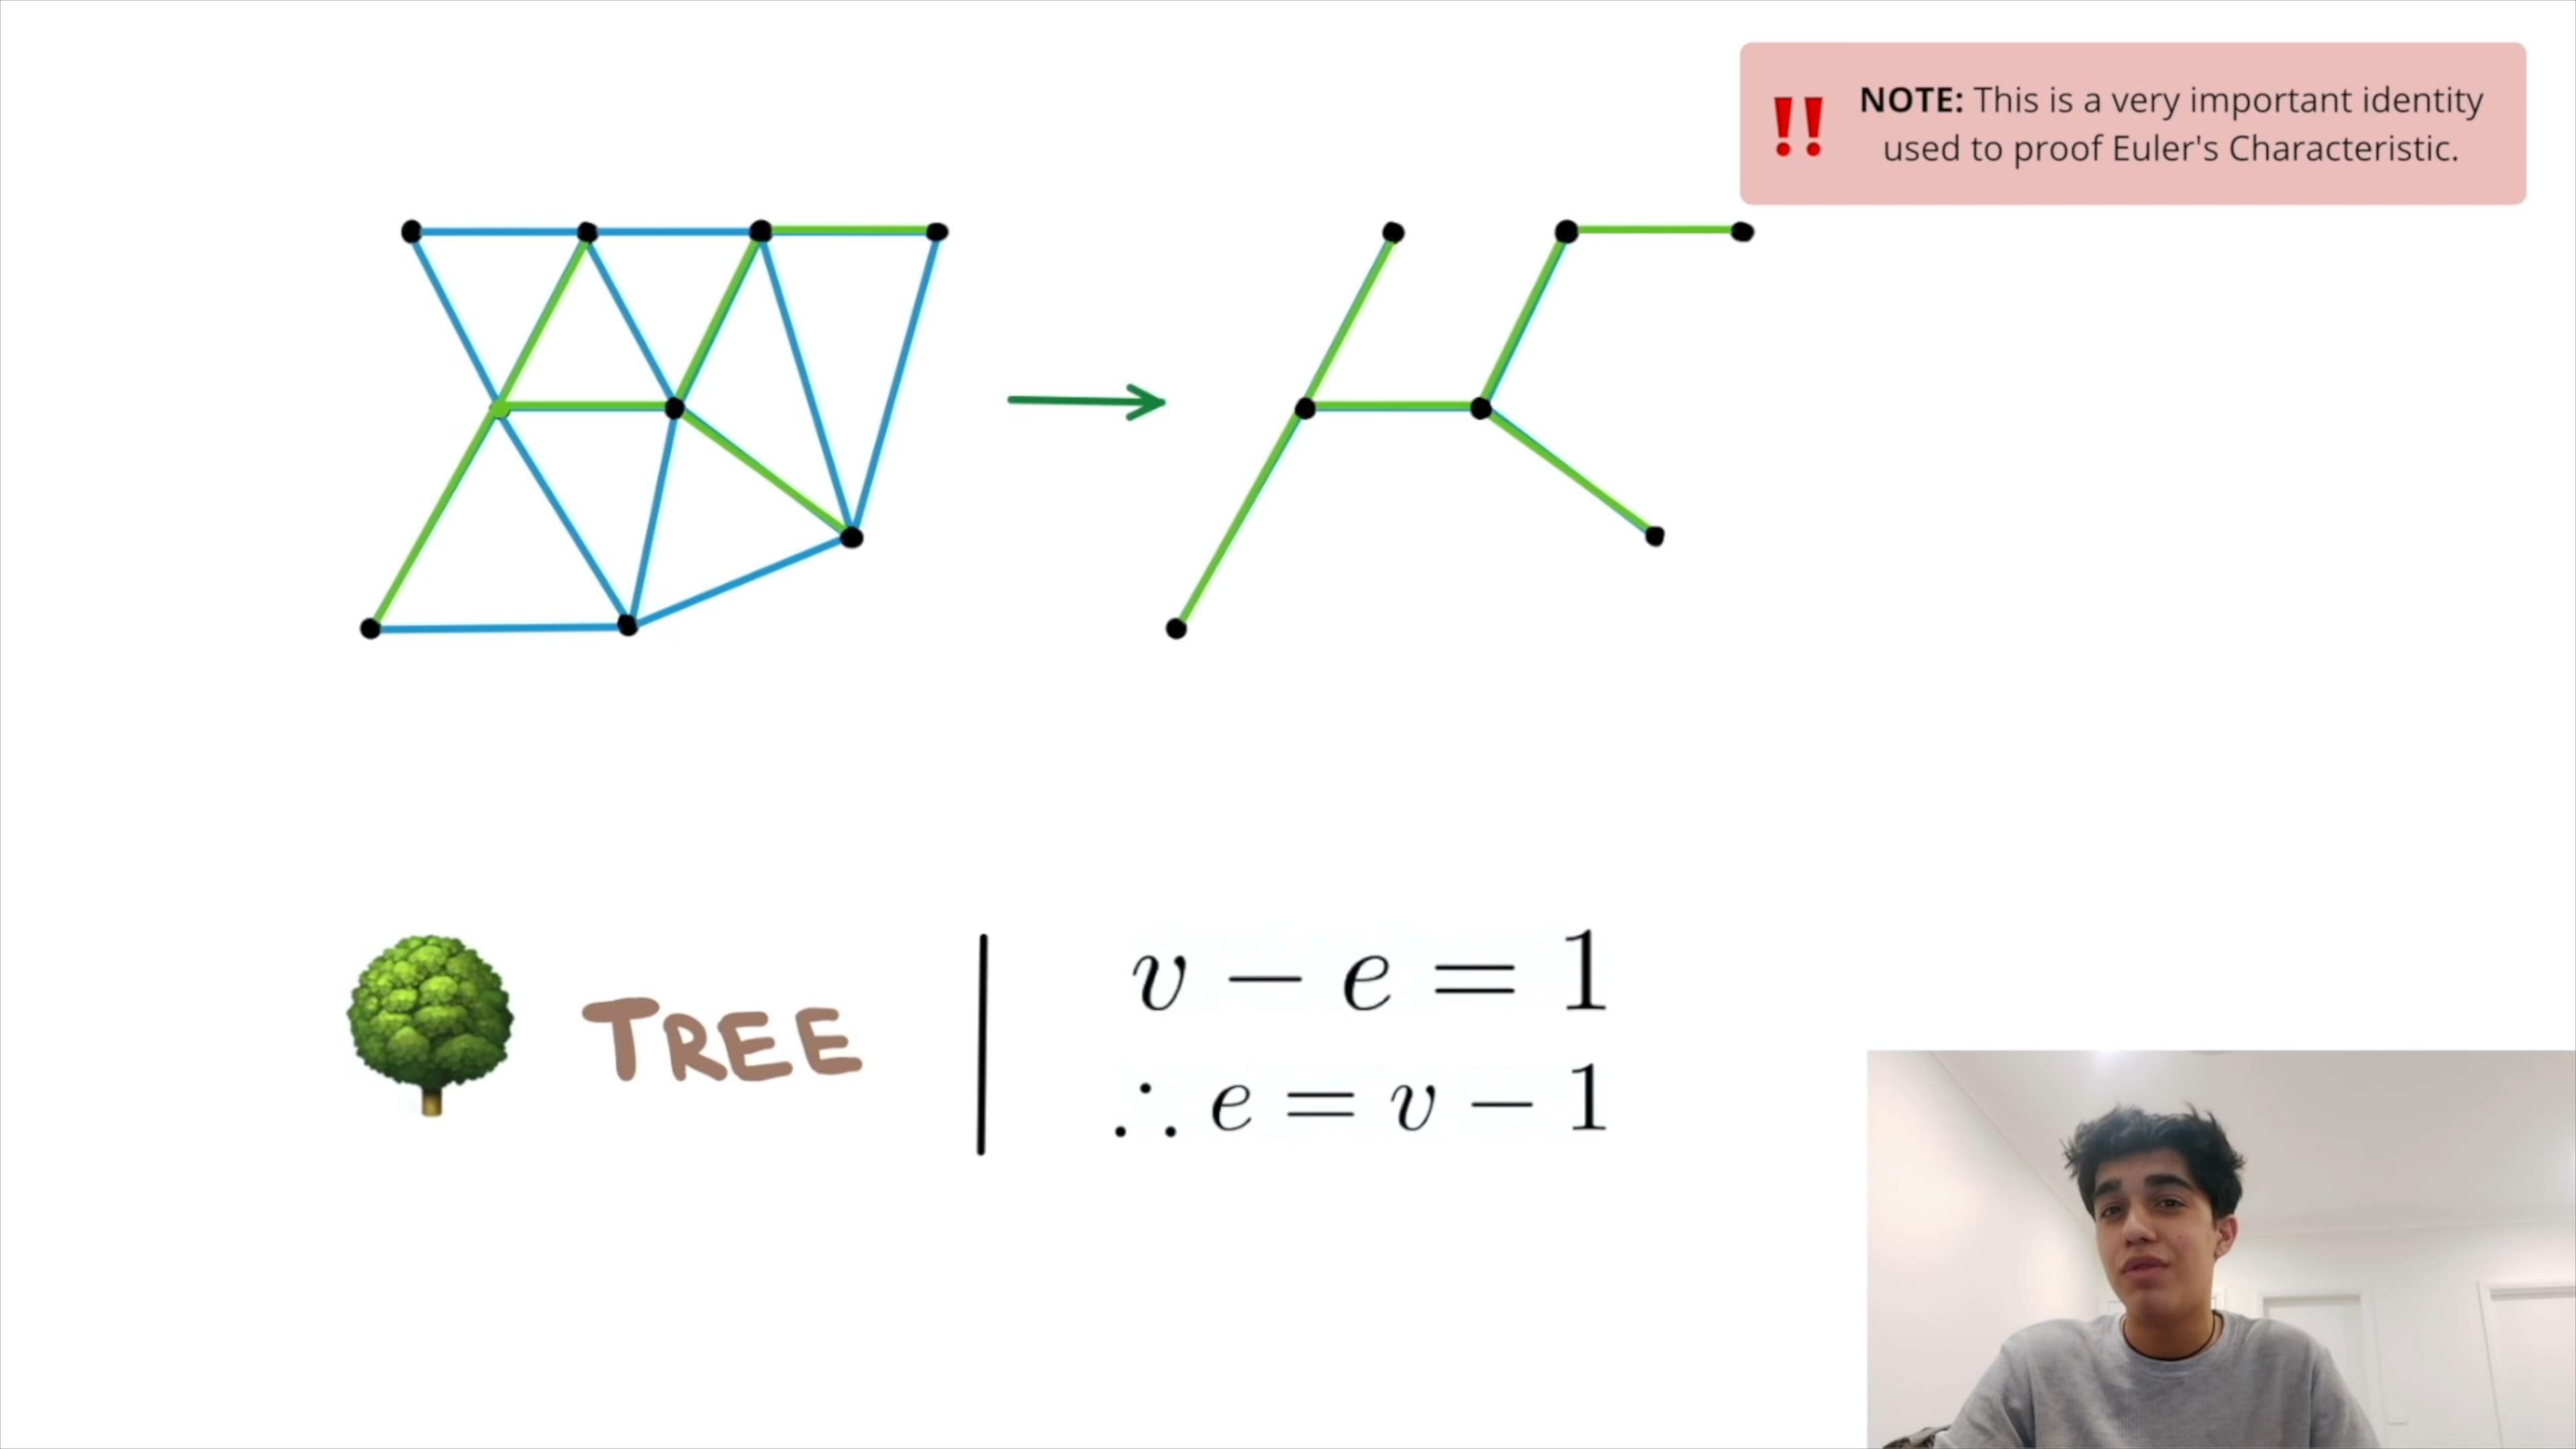 ‼ NOTE: This is a very important identity
used to proof Euler's Characteristic.
TREE
v − e = 1
∴ e = v − 1